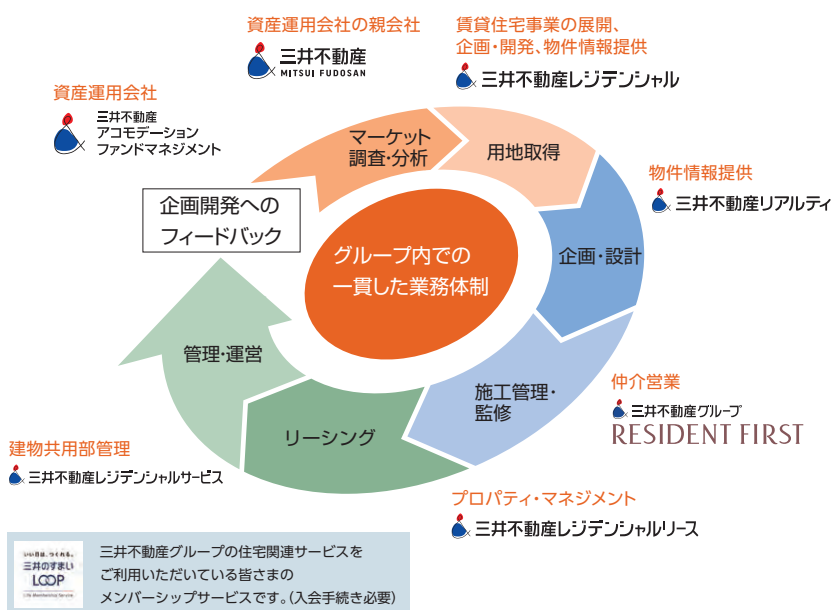 資産運用会社の親会社
三井不動産
MITSUI FUDOSAN
賃貸住宅事業の展開、
企画・開発、物件情報提供
三井不動産レジデンシャル
資産運用会社
三井不動産
アコモデーション
ファンドマネジメント
マーケット
調査・分析
用地取得
物件情報提供
三井不動産リアルティ
企画開発への
フィードバック
グループ内での
一貫した業務体制
企画・設計
管理・運営
施工管理・
監修
仲介営業
三井不動産グループ
RESIDENT FIRST
リーシング
建物共用部管理
三井不動産レジデンシャルサービス
プロパティ・マネジメント
三井不動産レジデンシャルリース
いい日は、つくれる。
三井のすまい
LOOP
Life Membership Service
三井不動産グループの住宅関連サービスを
ご利用いただいている皆さまの
メンバーシップサービスです。(入会手続き必要)